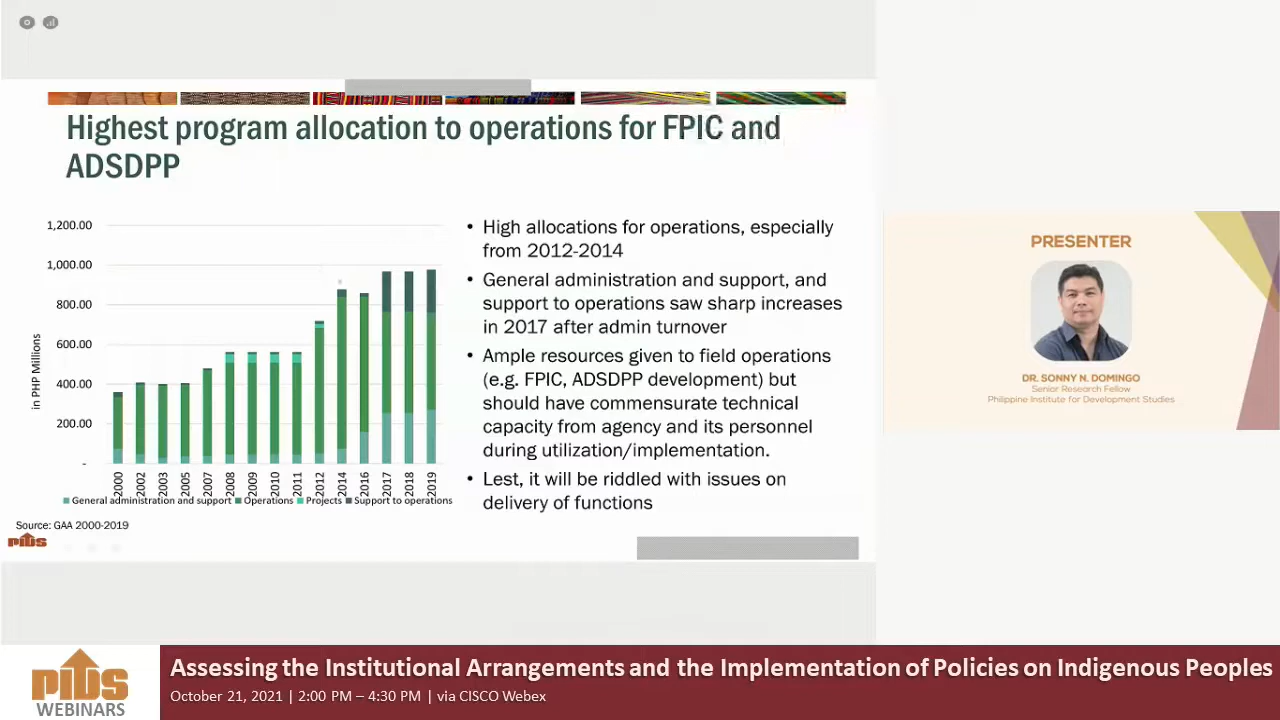 Highest program allocation to operations for FPIC and
ADSDPP
1,200.00
1,000.00
800.00
600.00
400.00
200.00
-
in PHP Millions
2000
2002
2003
2005
2007
2008
2009
2010
2011
2012
2014
2016
2017
2018
2019
General administration and support
Operations
Projects
Support to operations
• High allocations for operations, especially
from 2012-2014
• General administration and support, and
support to operations saw sharp increases
in 2017 after admin turnover
• Ample resources given to field operations
(e.g. FPIC, ADSDPP development) but
should have commensurate technical
capacity from agency and its personnel
during utilization/implementation.
• Lest, it will be riddled with issues on
delivery of functions
Source: GAA 2000-2019
pids
PRESENTER
DR. SONNY N. DOMINGO
Senior Research Fellow
Philippine Institute for Development Studies
pids
WEBINARS
Assessing the Institutional Arrangements and the Implementation of Policies on Indigenous Peoples
October 21, 2021 | 2:00 PM – 4:30 PM | via CISCO Webex